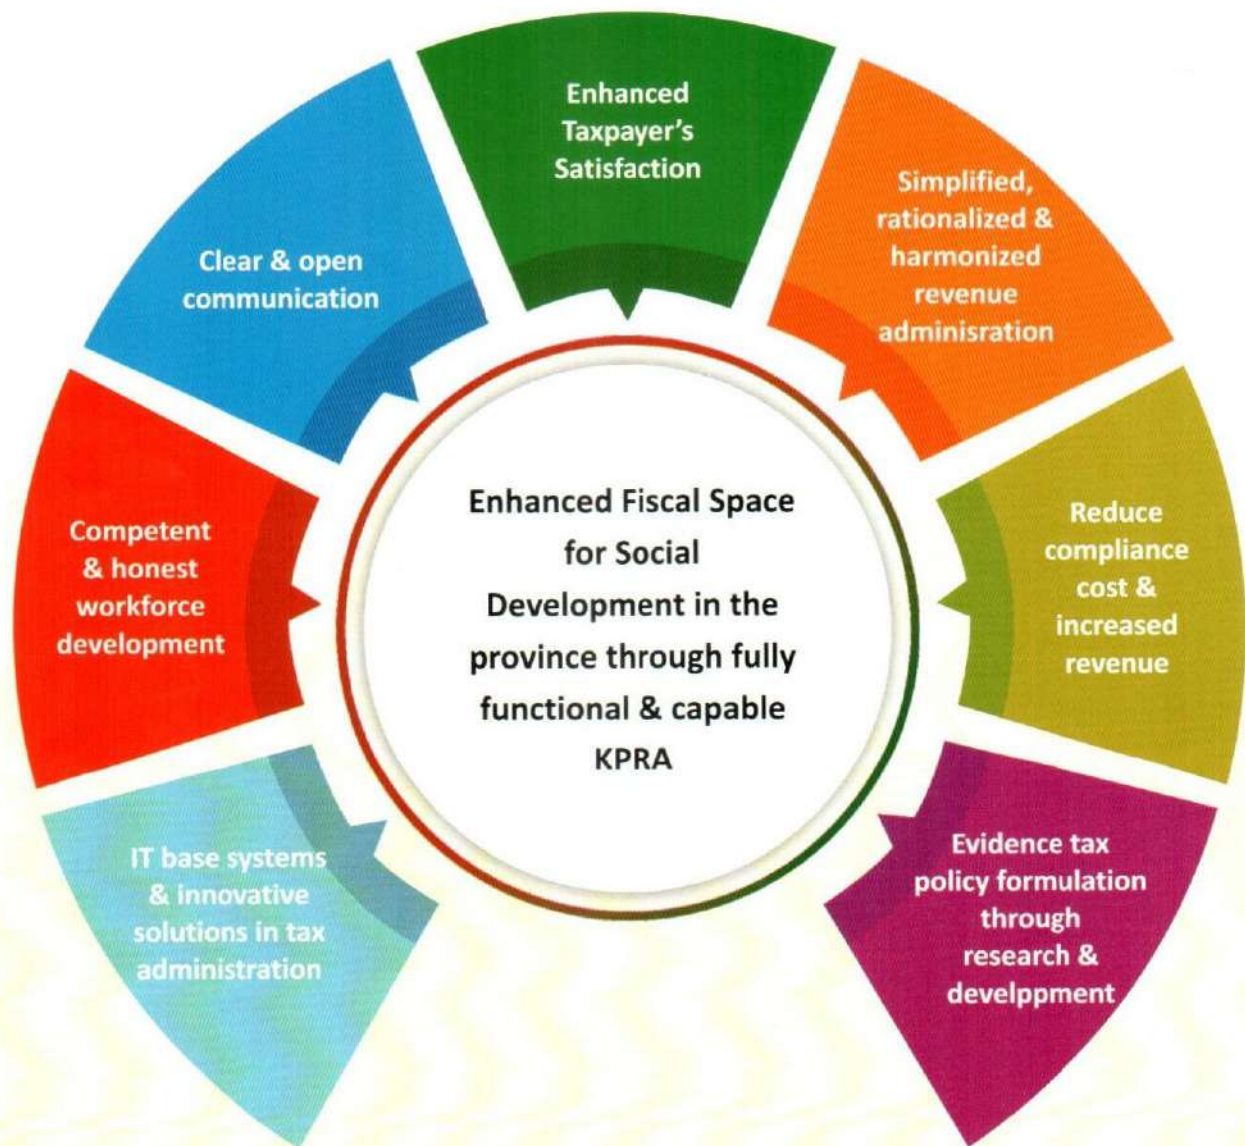 Enhanced
Taxpayer's
Satisfaction
Clear & open
communication
Simplified,
rationalized &
harmonized
revenue
adminisration
Competent
& honest
workforce
development
Enhanced Fiscal Space
for Social
Development in the
province through fully
functional & capable
KPRA
Reduce
compliance
cost &
increased
revenue
IT base systems
& innovative
solutions in tax
administration
Evidence tax
policy formulation
through
research &
develppment